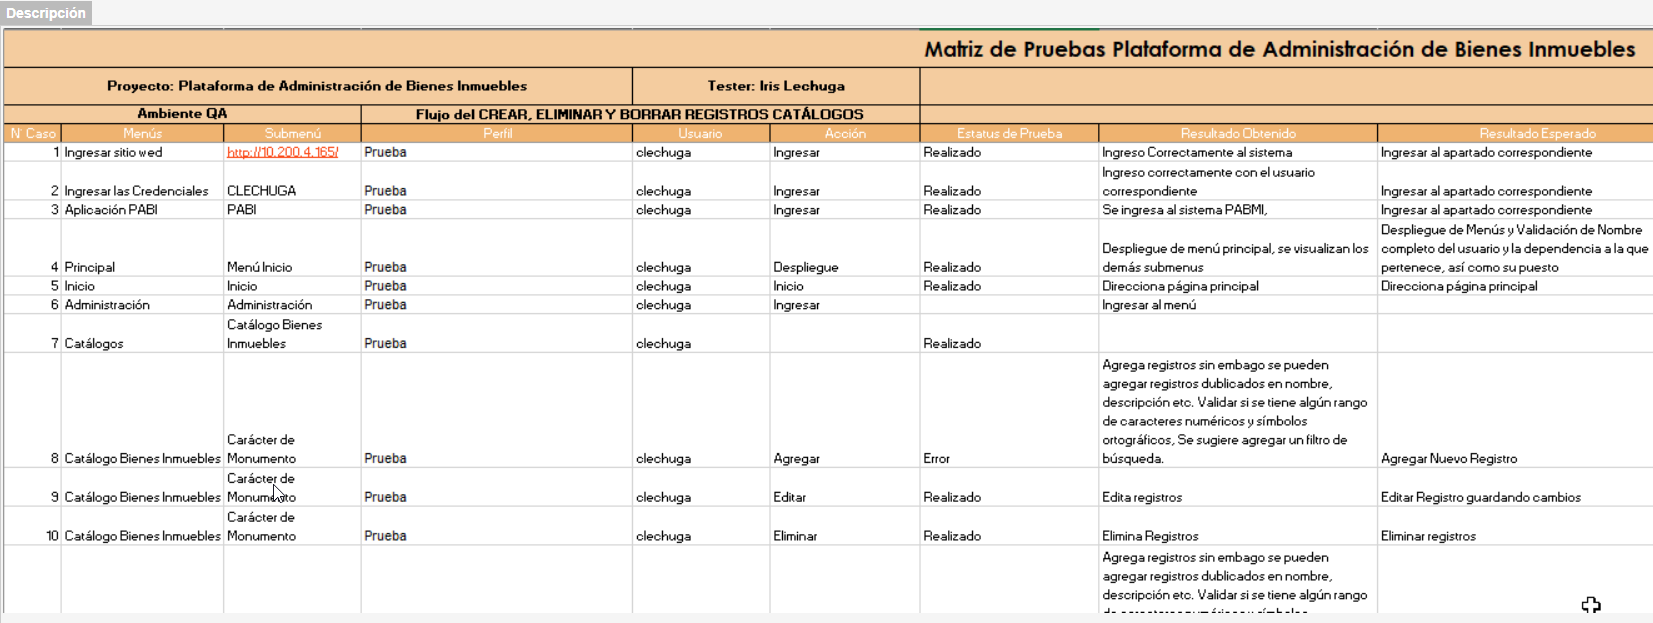 Descripción
Matriz de Pruebas Plataforma de Administración de Bienes Inmuebles
Proyecto: Plataforma de Administración de Bienes Inmuebles Tester: Iris Lechuga
Ambiente QA Flujo del CREAR, ELIMINAR Y BORRAR REGISTROS CATÁLOGOS
N° Caso Menús Submenú Perfil Usuario Acción Estatus de Prueba Resultado Obtenido Resultado Esperado
1 Ingresar sitio wed http://10.200.4.165/ Prueba clechuga Ingresar Realizado Ingreso Correctamente al sistema Ingresar al apartado correspondiente
Ingreso correctamente con el usuario
2 Ingresar las Credenciales CLECHUGA Prueba clechuga Ingresar Realizado correspondiente Ingresar al apartado correspondiente
3 Aplicación PABI PABI Prueba clechuga Ingresar Realizado Se ingresa al sistema PABMI, Ingresar al apartado correspondiente
Despliegue de Menús y Validación de Nombre
Despliegue de menú principal, se visualizan los completo del usuario y la dependencia a la que
4 Principal Menú Inicio Prueba clechuga Despliegue Realizado demás submenus pertenece, así como su puesto
5 Inicio Inicio Prueba clechuga Inicio Realizado Direcciona página principal Direcciona página principal
6 Administración Administración Prueba clechuga Ingresar Ingresar al menú
Catálogo Bienes
7 Catálogos Inmuebles Prueba clechuga Realizado
Agrega registros sin embago se pueden
agregar registros dublicados en nombre,
descripción etc. Validar si se tiene algún rango
de caracteres numéricos y símbolos
Carácter de ortográficos, Se sugiere agregar un filtro de
8 Catálogo Bienes Inmuebles Monumento Prueba clechuga Agregar Error búsqueda. Agregar Nuevo Registro
Carácter de
9 Catálogo Bienes Inmuebles Monumento Prueba clechuga Editar Realizado Edita registros Editar Registro guardando cambios
Carácter de
10 Catálogo Bienes Inmuebles Monumento Prueba clechuga Eliminar Realizado Elimina Registros Eliminar registros
Agrega registros sin embago se pueden
agregar registros dublicados en nombre,
descripción etc. Validar si se tiene algún rango